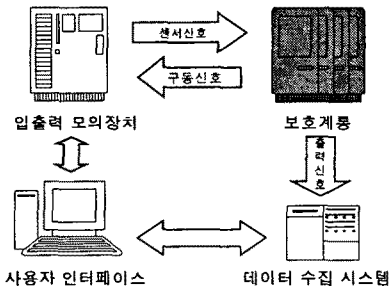 센서신호
구동신호
입출력 모의장치
보호계통
출력신호
사용자 인터페이스
데이터 수집 시스템